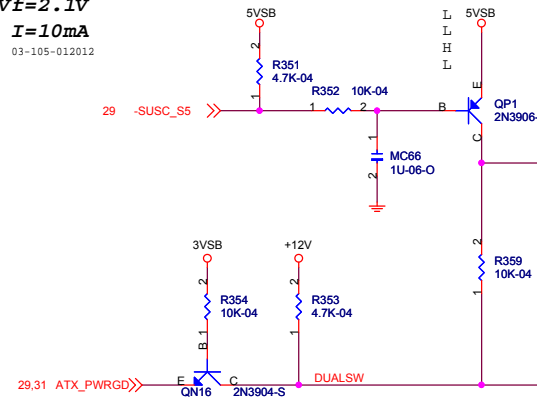 Vf=2.1V
I=10mA
03-105-012012
5VSB
L
L
H
L
5VSB
2
R351
4.7K-04
1
R352 10K-04
29 -SUSC_S5
1
2
B
E
QP1
2N3906-
C
1
MC66
1U-06-O
2
3VSB
+12V
2
R354
10K-04
1
2
R353
4.7K-04
1
2
R359
10K-04
1
B
29,31 ATX_PWRGD
E
C
DUALSW
QN16 2N3904-S